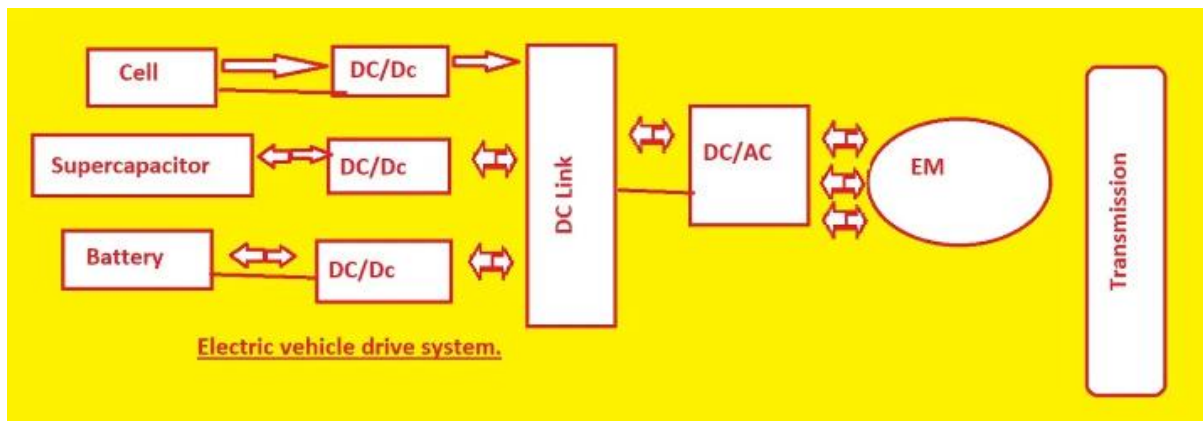 Cell
DC/Dc
Supercapacitor
DC/Dc
Battery
DC/Dc
DC Link
DC/AC
EM
Transmission
Electric vehicle drive system.